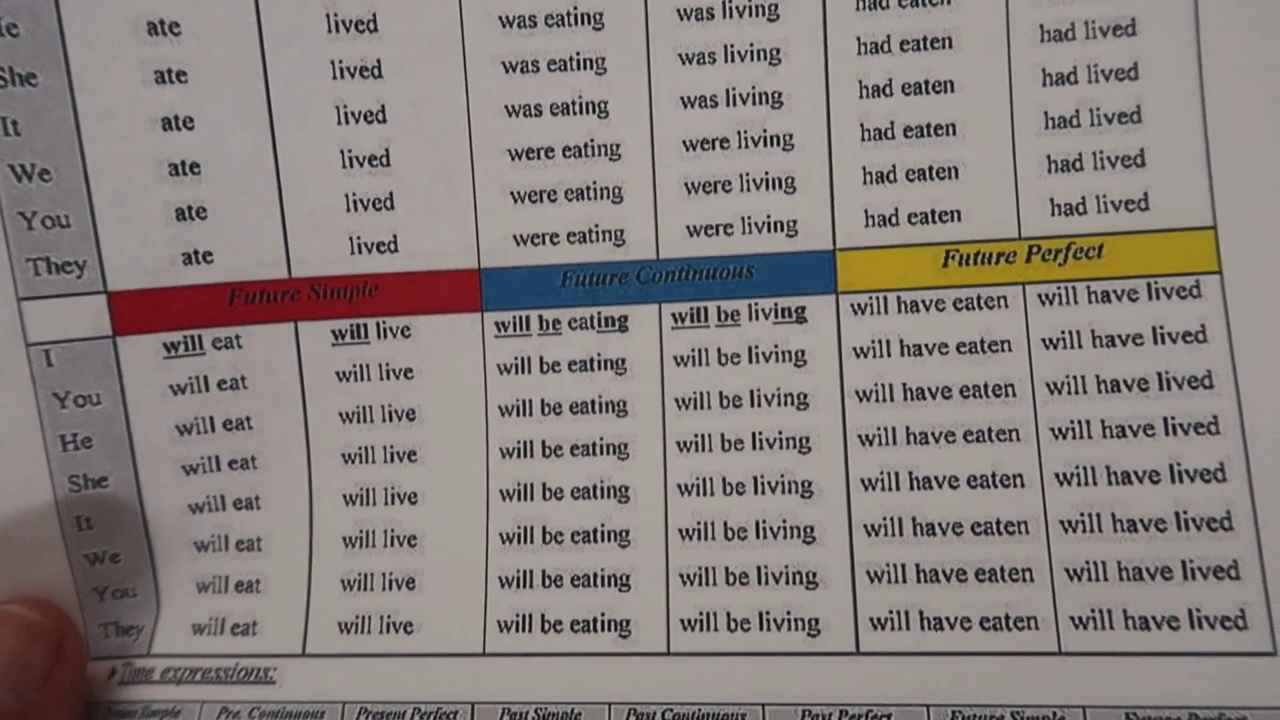 He ate lived was eating was living had eaten had lived
She ate lived was eating was living had eaten had lived
It ate lived was eating was living had eaten had lived
We ate lived were eating were living had eaten had lived
You ate lived were eating were living had eaten had lived
They ate lived were eating were living had eaten had lived
Future Simple Future Continuous Future Perfect
I will eat will live will be eating will be living will have eaten will have lived
You will eat will live will be eating will be living will have eaten will have lived
He will eat will live will be eating will be living will have eaten will have lived
She will eat will live will be eating will be living will have eaten will have lived
It will eat will live will be eating will be living will have eaten will have lived
We will eat will live will be eating will be living will have eaten will have lived
You will eat will live will be eating will be living will have eaten will have lived
They will eat will live will be eating will be living will have eaten will have lived
Time expressions:
Simple Pre. Continuous Present Perfect Past Simple Past Continuous Past Perfect Future Simple Future Perfect